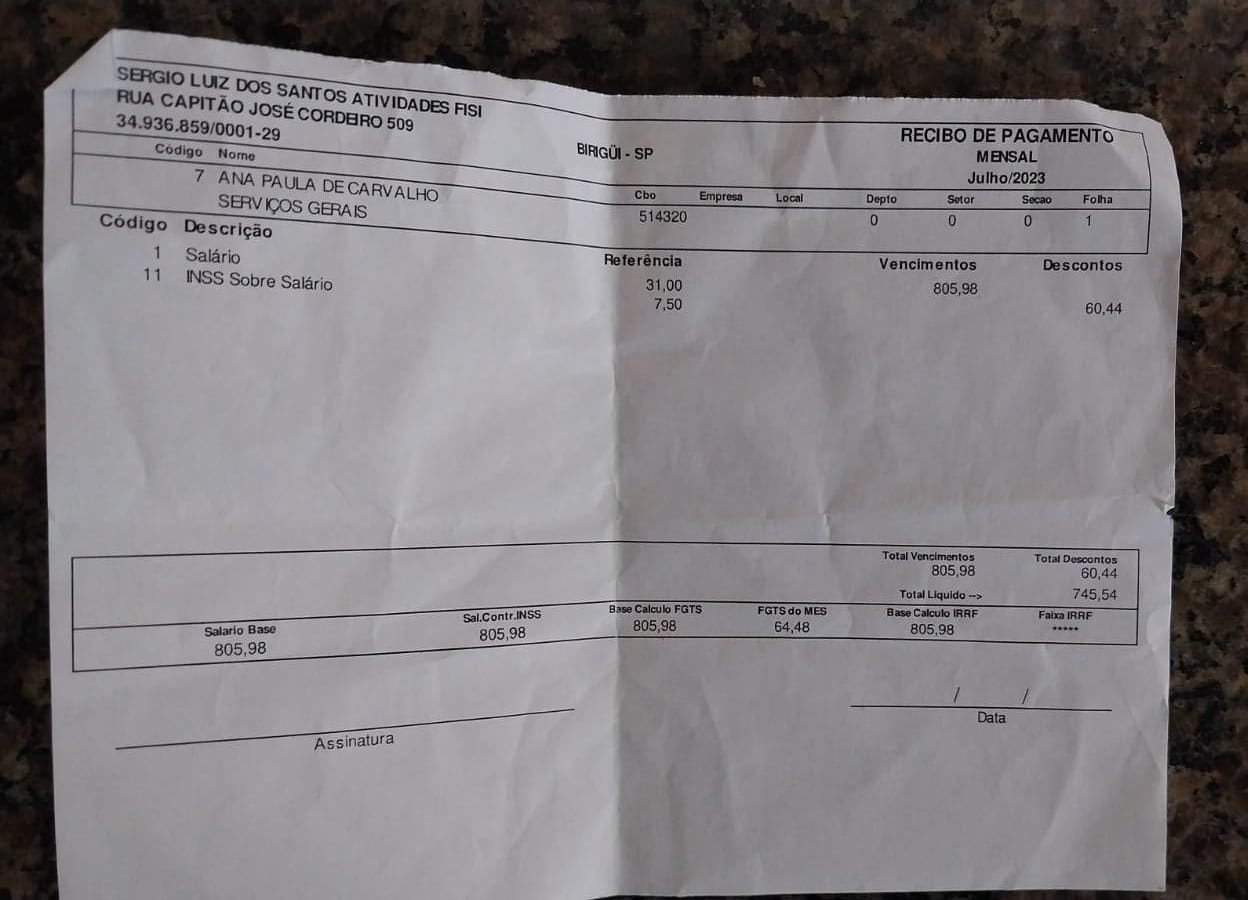 SERGIO LUIZ DOS SANTOS ATIVIDADES FISI
RUA CAPITÃO JOSÉ CORDEIRO 509
34.936.859/0001-29
BIRIGÜI - SP
RECIBO DE PAGAMENTO
MENSAL
Julho/2023
Código Nome Cbo Empresa Local Depto Setor Secao Folha
7 ANA PAULA DE CARVALHO 514320 0 0 0 1
SERVIÇOS GERAIS
Código Descrição Referência Vencimentos Descontos
1 Salário 31,00 805,98
11 INSS Sobre Salário 7,50 60,44
Total Vencimentos Total Descontos
805,98 60,44
Total Líquido --> 745,54
Salario Base Sal.Contr.INSS Base Calculo FGTS FGTS do MES Base Calculo IRRF Faixa IRRF
805,98 805,98 805,98 64,48 805,98 *****
/ /
Assinatura Data